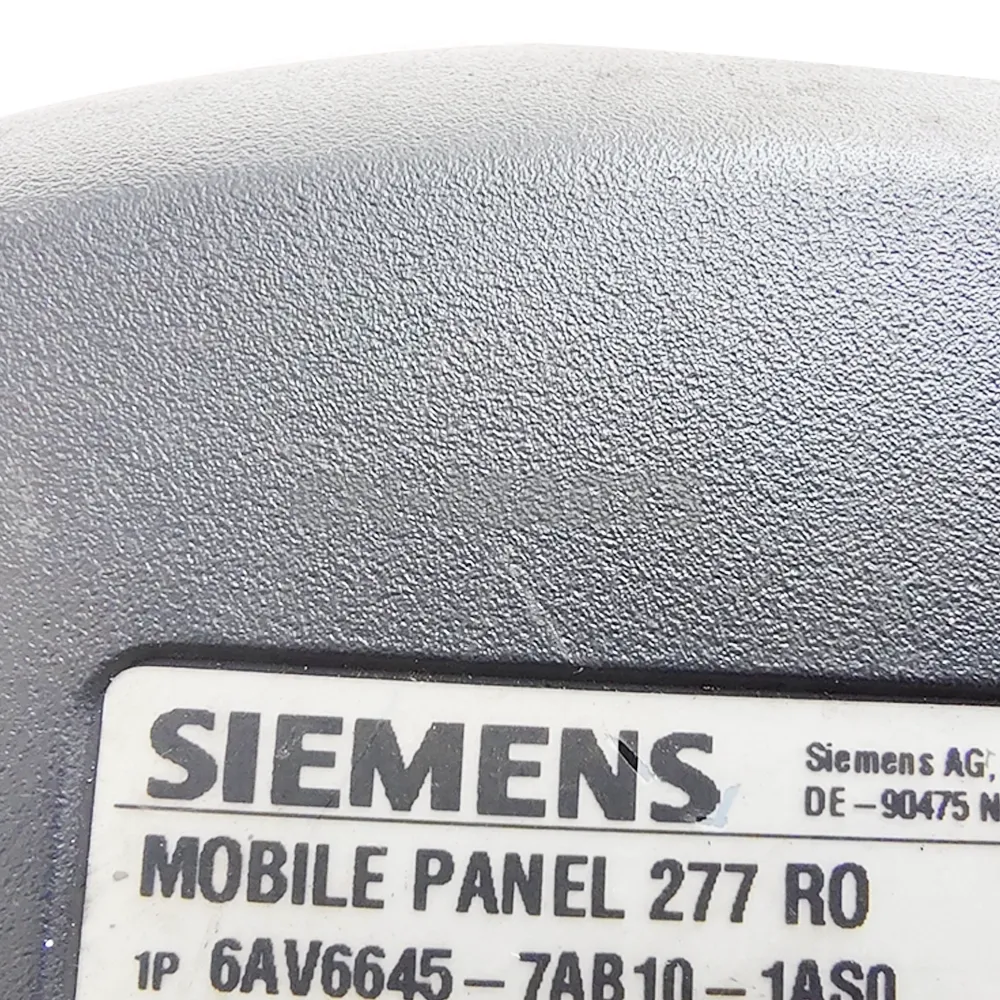 SIEMENS
Siemens AG,
DE-90475 N
MOBILE PANEL 277 RO
1P 6AV6645-7AB10-1AS0